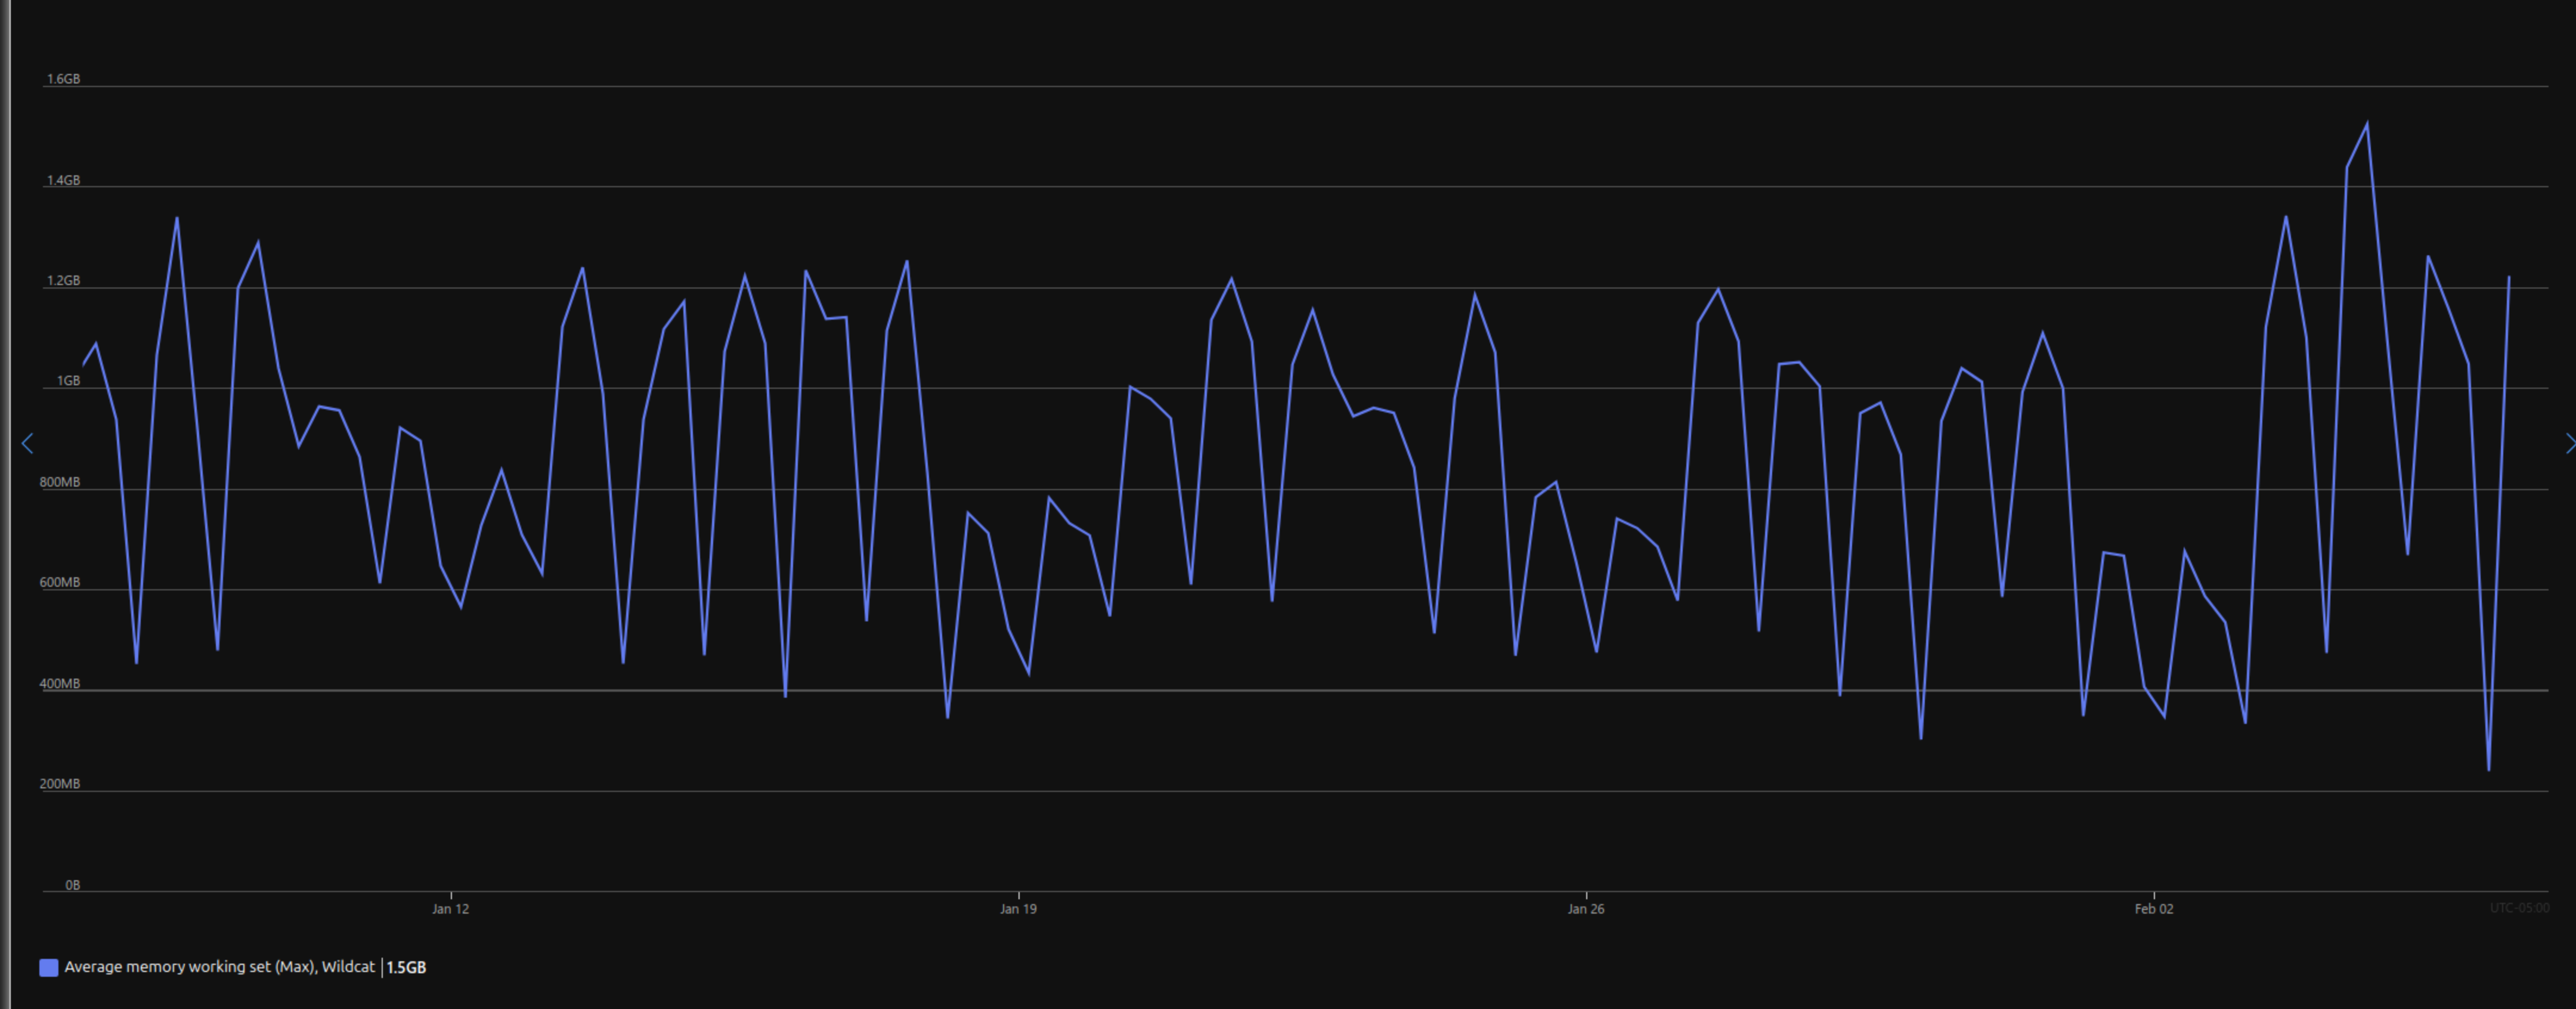 1.6GB
1.4GB
1.2GB
1GB
800MB
600MB
400MB
200MB
0B
Jan 12
Jan 19
Jan 26
Feb 02
UTC-05:00
Average memory working set (Max), Wildcat | 1.5GB